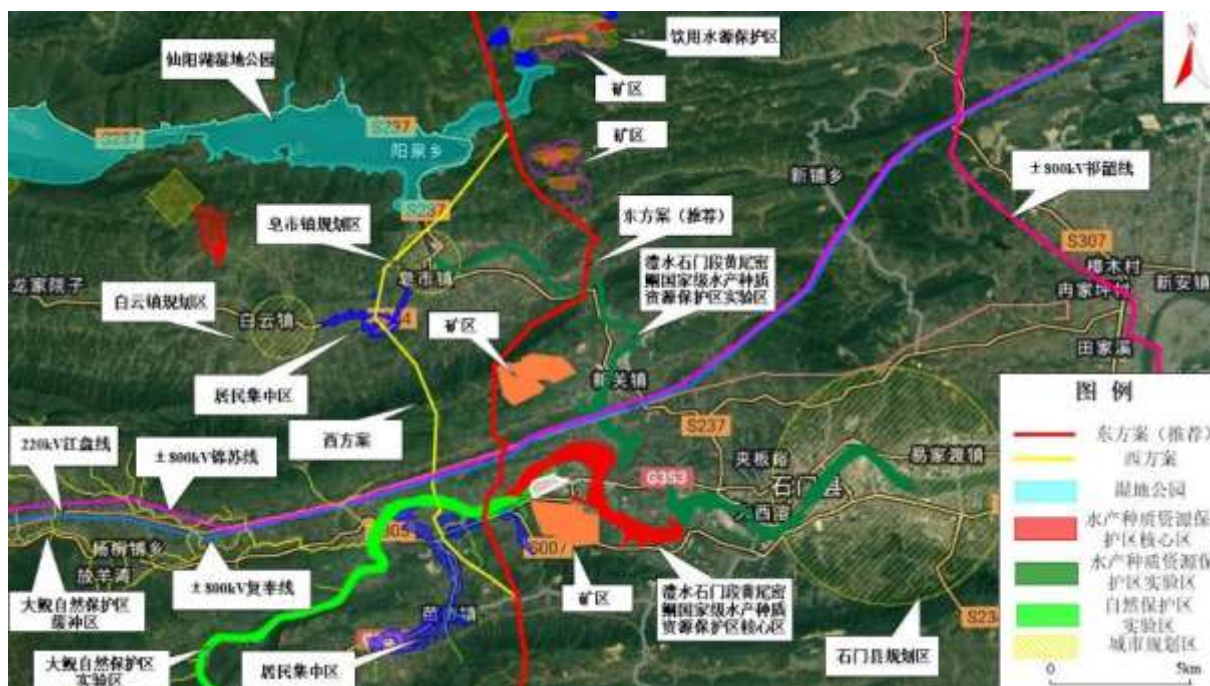 饮用水源保护区
仙阳湖湿地公园
N
矿区
S237
S237
阳泉乡
矿区
新铺乡
±800kV祁韶线
S237
东方案（推荐）
皂市镇规划区
S307
澧水石门段黄尾密
鲴国家级水产种质
资源保护区实验区
樟木村
新安镇
冉家坪村
龙家院子
皂市镇
白云镇规划区
白云镇
矿区
田家溪
居民集中区
新关镇
图 例
西方案
S237
东方案（推荐）
220kV江盘线
±800kV锦苏线
夹板峪
易家渡镇
西方案
G353
石门县
湿地公园
水产种质资源保
护区核心区
杨柳铺乡
S007
水产种质资源保
护区实验区
放羊湾
±800kV复奉线
矿区
澧水石门段黄尾密
鲴国家级水产种质
资源保护区核心区
自然保护区
实验区
大鲵自然保护区
缓冲区
城市规划区
大鲵自然保护区
实验区
居民集中区
石门县规划区
0
5km